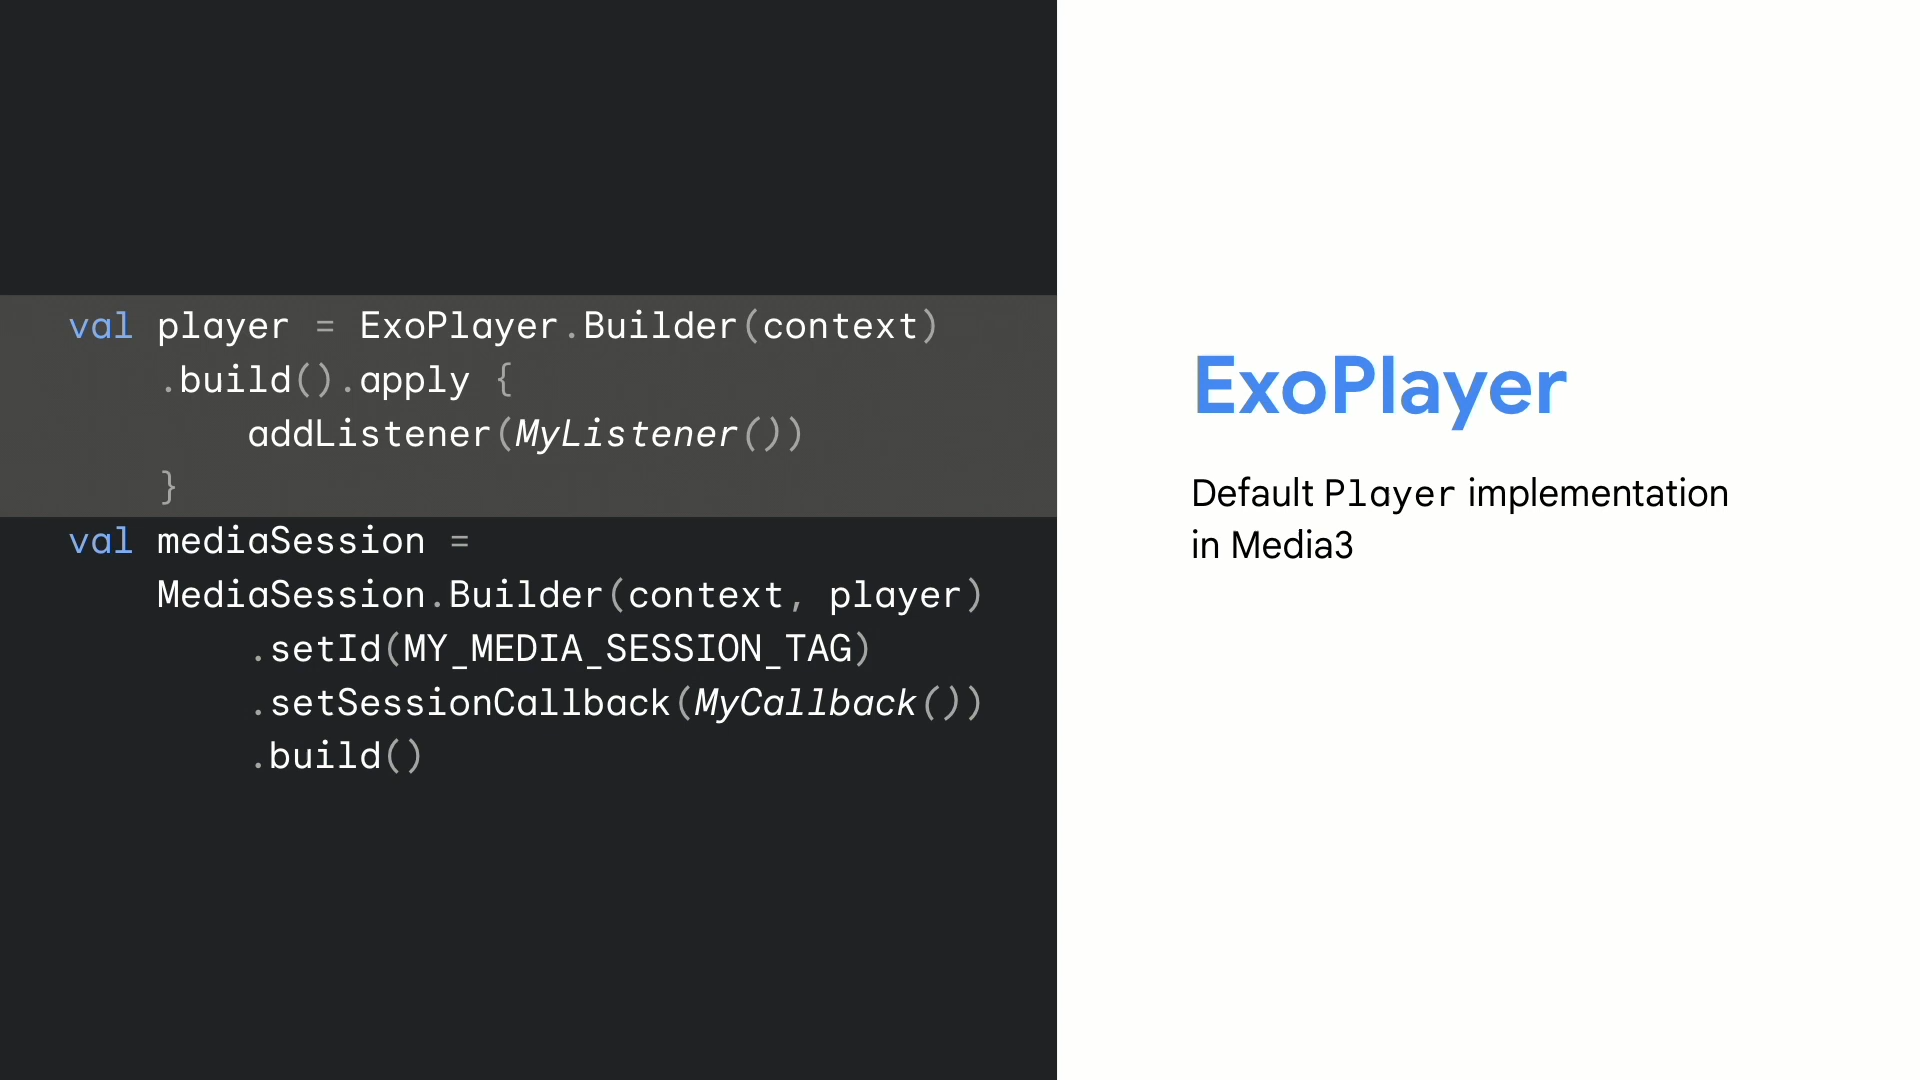 val player = ExoPlayer.Builder(context)
.build().apply {
addListener(MyListener())
}
val mediaSession =
MediaSession.Builder(context, player)
.setId(MY_MEDIA_SESSION_TAG)
.setSessionCallback(MyCallback())
.build()
ExoPlayer
Default Player implementation
in Media3